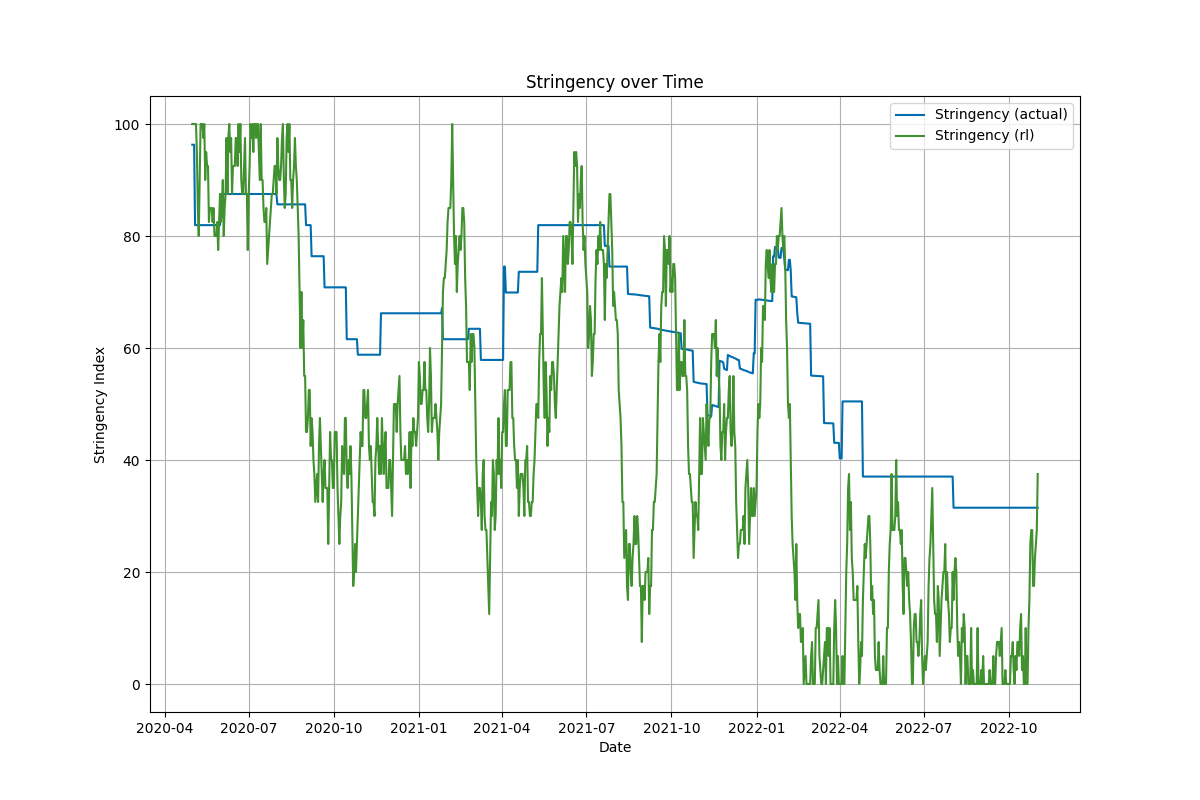 Stringency over Time
Stringency (actual)
Stringency (rl)
100
80
60
40
20
0
Stringency Index
2020-04 2020-07 2020-10 2021-01 2021-04 2021-07 2021-10 2022-01 2022-04 2022-07 2022-10
Date